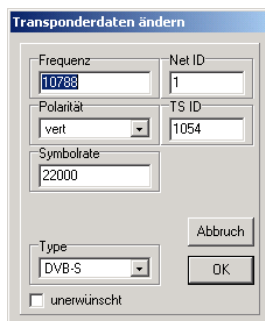 Transponderdaten ändern
Frequenz Net ID
10788 1
Polarität TS ID
vert 1054
Symbolrate
22000
Abbruch
Type
DVB-S OK
unerwünscht